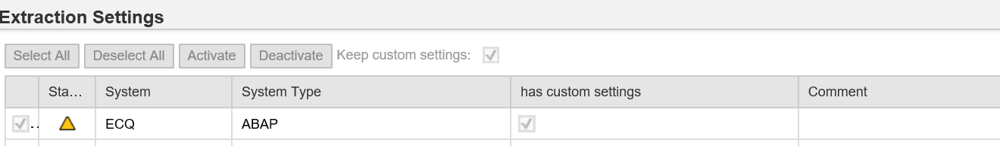 Extraction Settings
Select All Deselect All Activate Deactivate Keep custom settings:
Sta... System System Type has custom settings Comment
.. ECQ ABAP